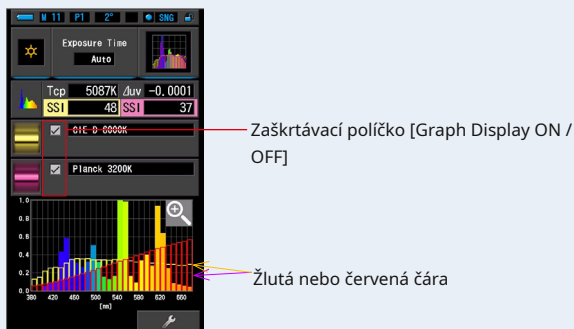 M 11 P1 2° SNG
Exposure Time
Auto
Tcp 5087K ⊿uv -0.0001
SSI 48 SSI 37
CIE D 8000K
Zaškrtávací políčko [Graph Display ON /
OFF]
Planck 3200K
1.0
0.8
0.6
0.4
0.2
0.0
Žlutá nebo červená čára
380 420 460 500 540 580 620 660
[nm]